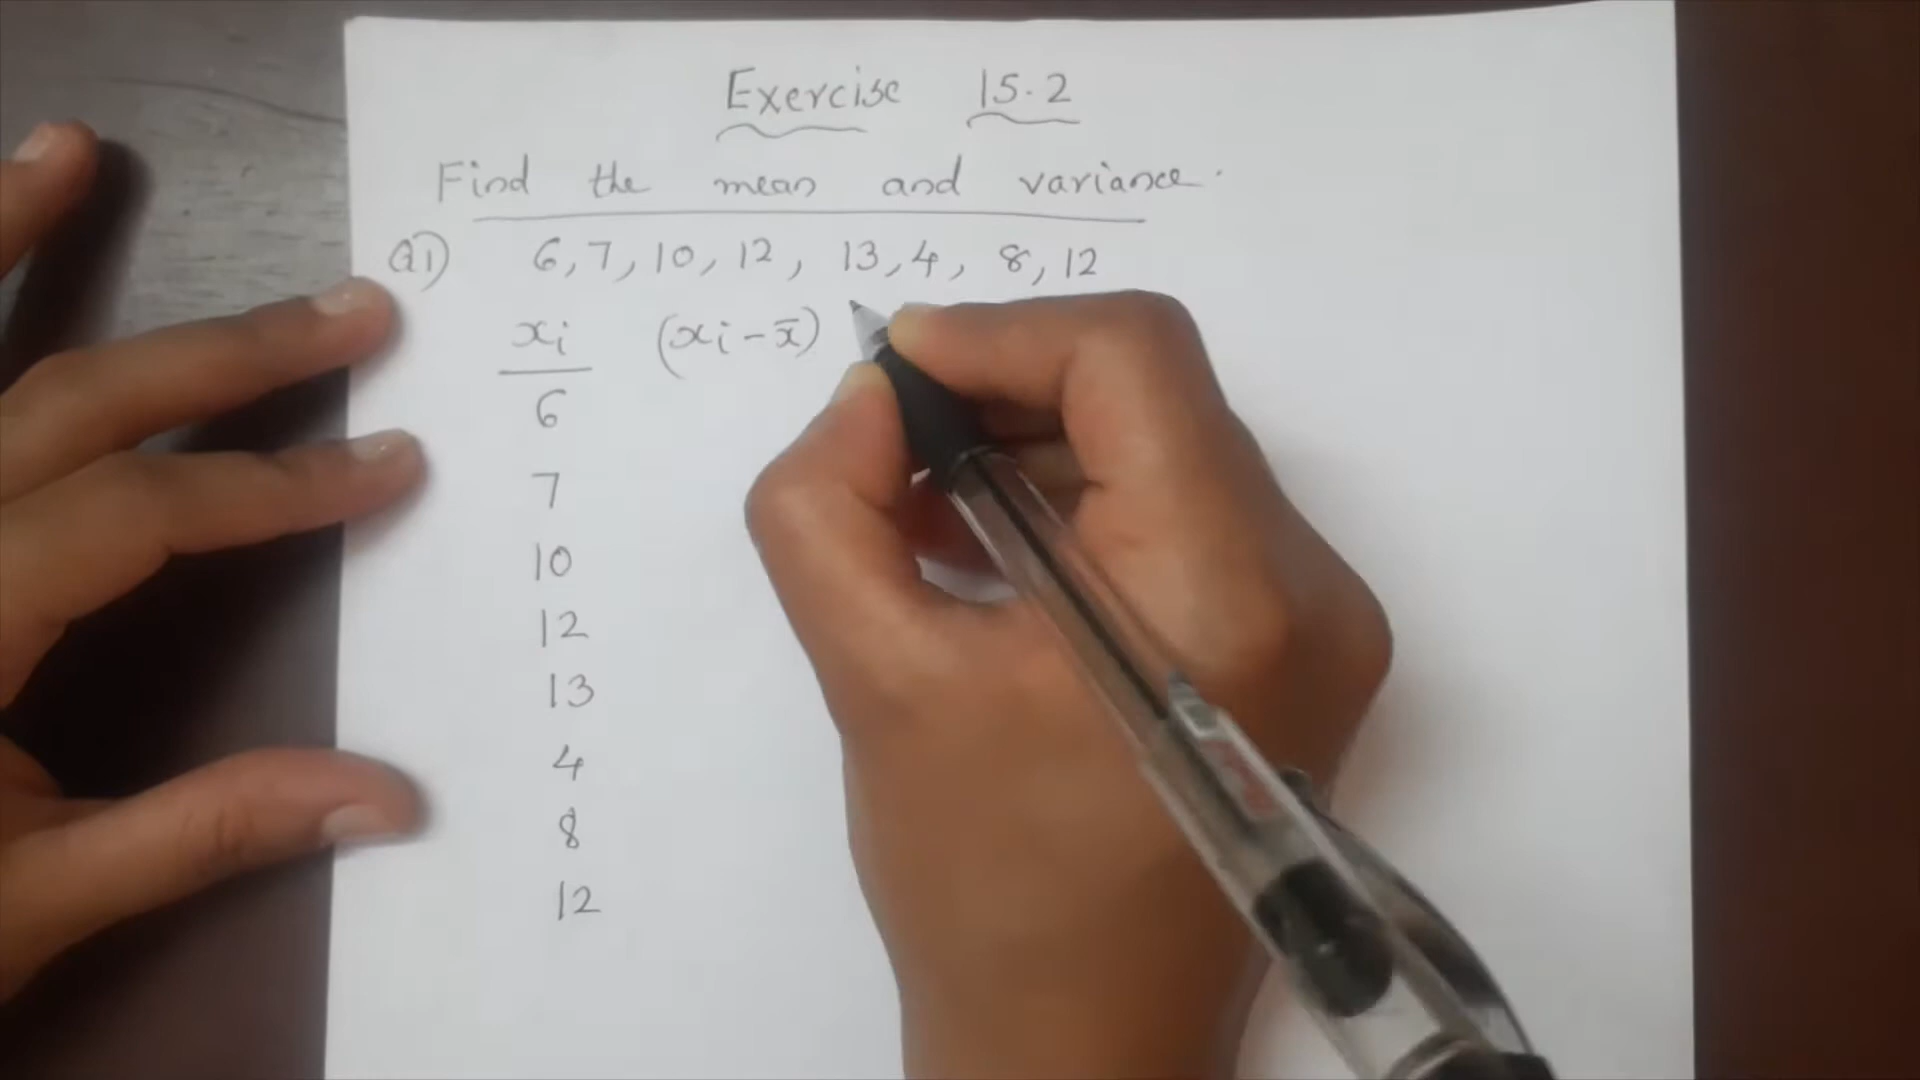 Exercise 15.2
Find the mean and variance.
Q1) 6, 7, 10, 12, 13, 4, 8, 12
xi (xi - x̄)
6
7
10
12
13
4
8
12